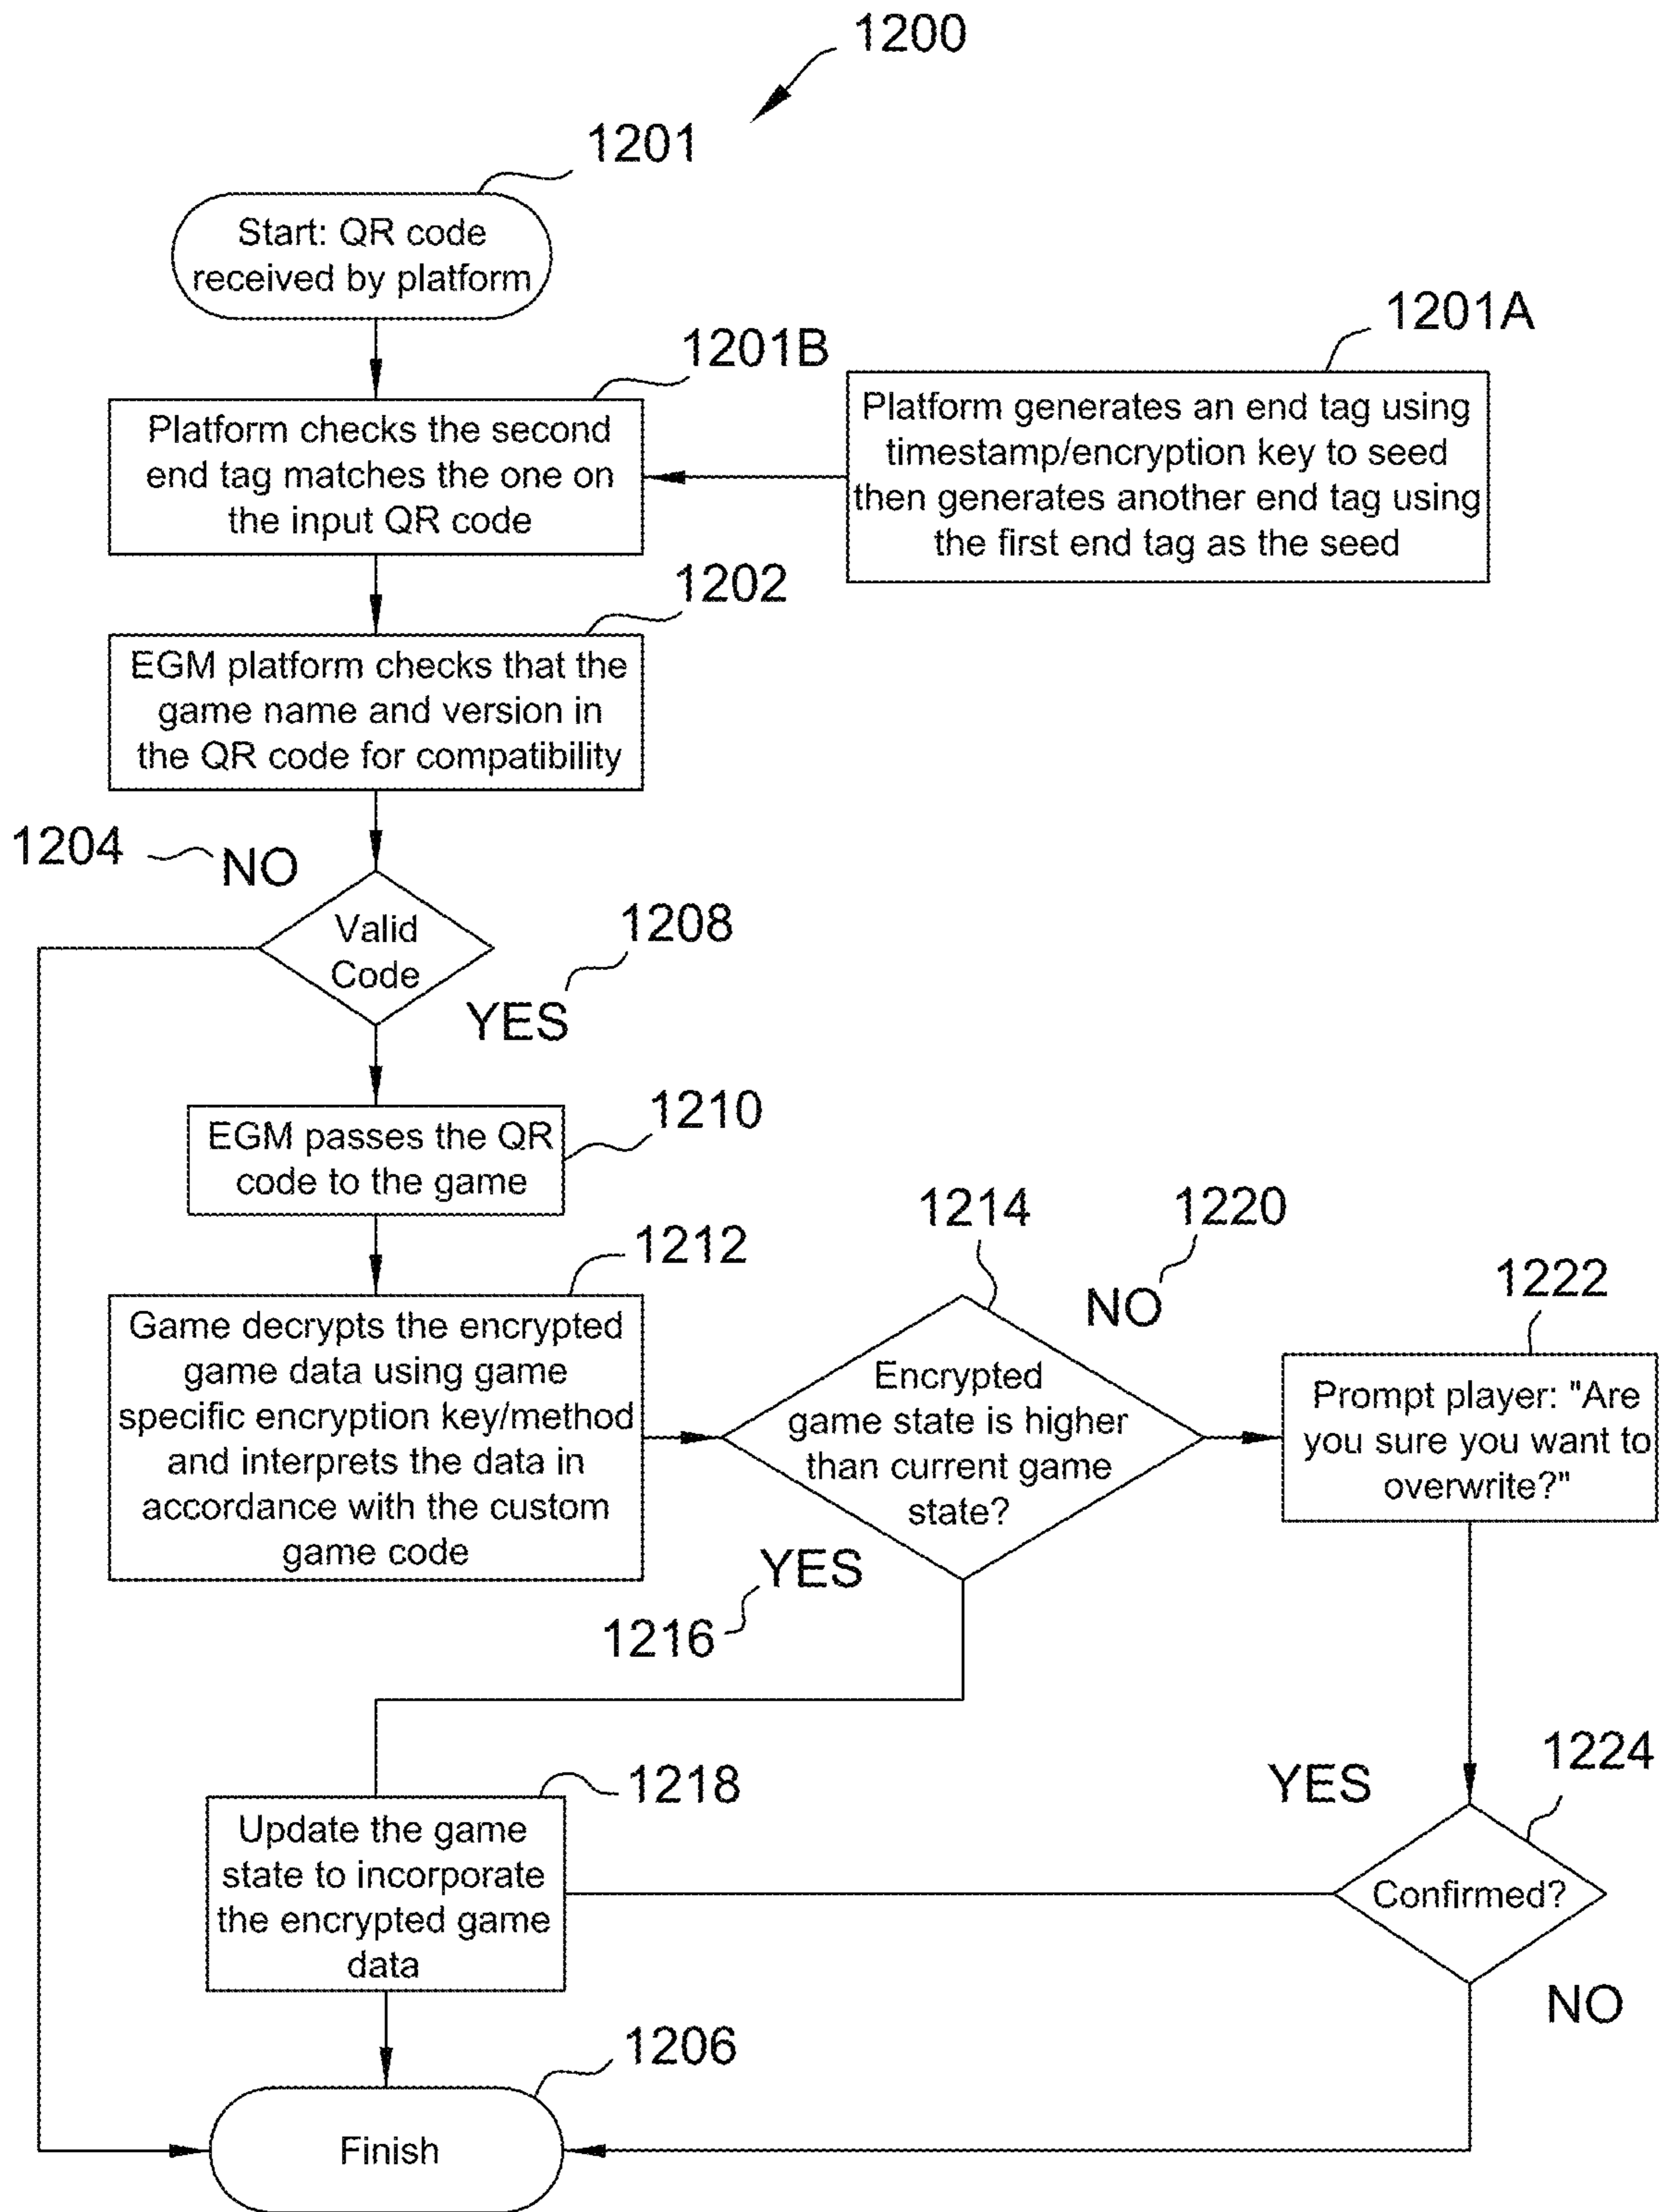 1200
1201
Start: QR code
received by platform
1201A
1201B
Platform generates an end tag using
timestamp/encryption key to seed
then generates another end tag using
the first end tag as the seed
Platform checks the second
end tag matches the one on
the input QR code
1202
EGM platform checks that the
game name and version in
the QR code for compatibility
1204
NO
Valid
Code
1208
YES
1210
EGM passes the QR
code to the game
1212
Game decrypts the encrypted
game data using game
specific encryption key/method
and interprets the data in
accordance with the custom
game code
1214
1220
NO
Encrypted
game state is higher
than current game
state?
YES
1216
1222
Prompt player: "Are
you sure you want to
overwrite?"
1218
Update the game
state to incorporate
the encrypted game
data
YES
1224
Confirmed?
NO
1206
Finish